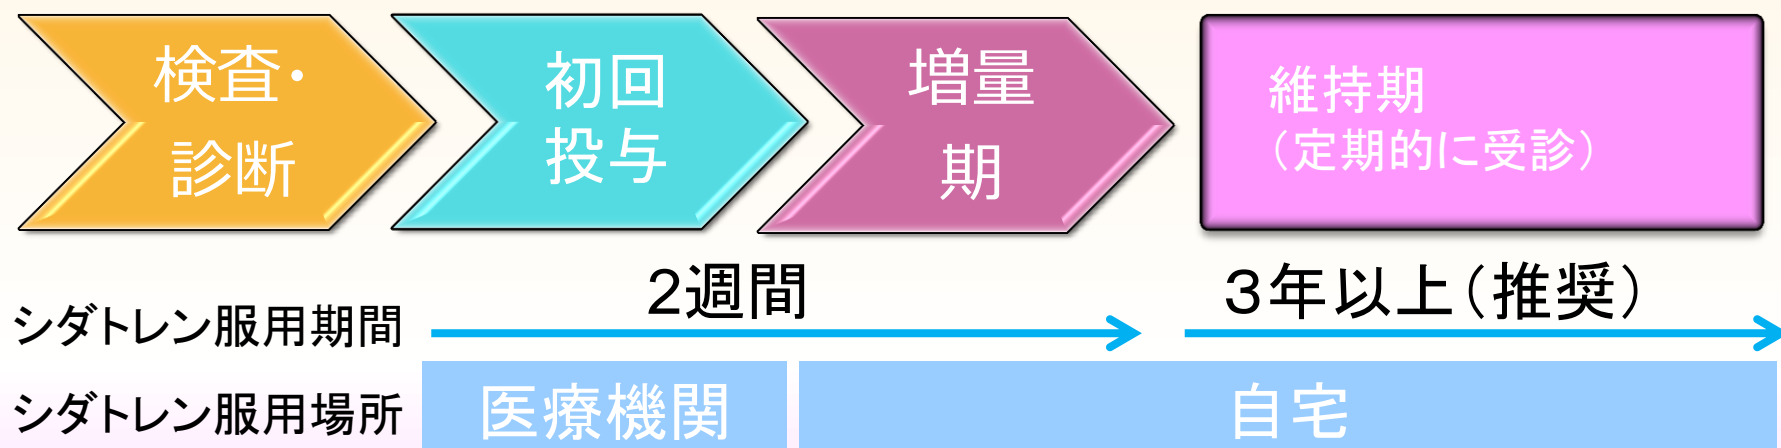 検査・
診断
初回
投与
増量
期
維持期
（定期的に受診）
2週間
３年以上（推奨）
シダトレン服用期間
シダトレン服用場所
医療機関
自宅